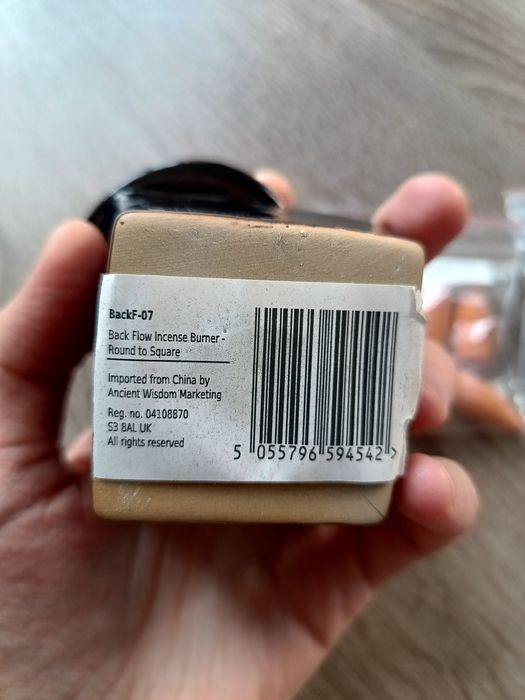 BackF-07
Back Flow Incense Burner -
Round to Square
Imported from China by
Ancient Wisdom Marketing
Reg. no. 04108870
S3 8AL UK
All rights reserved
5 055796 594542 >